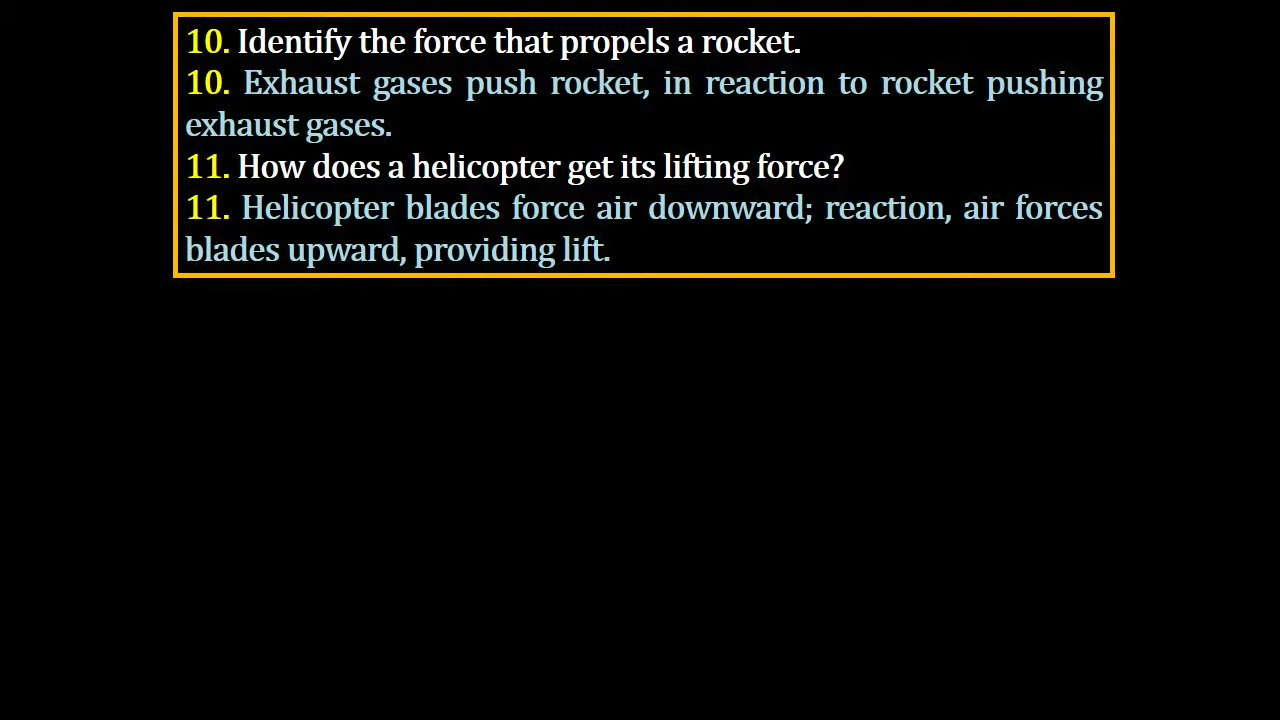 10. Identify the force that propels a rocket.
10. Exhaust gases push rocket, in reaction to rocket pushing
exhaust gases.
11. How does a helicopter get its lifting force?
11. Helicopter blades force air downward; reaction, air forces
blades upward, providing lift.